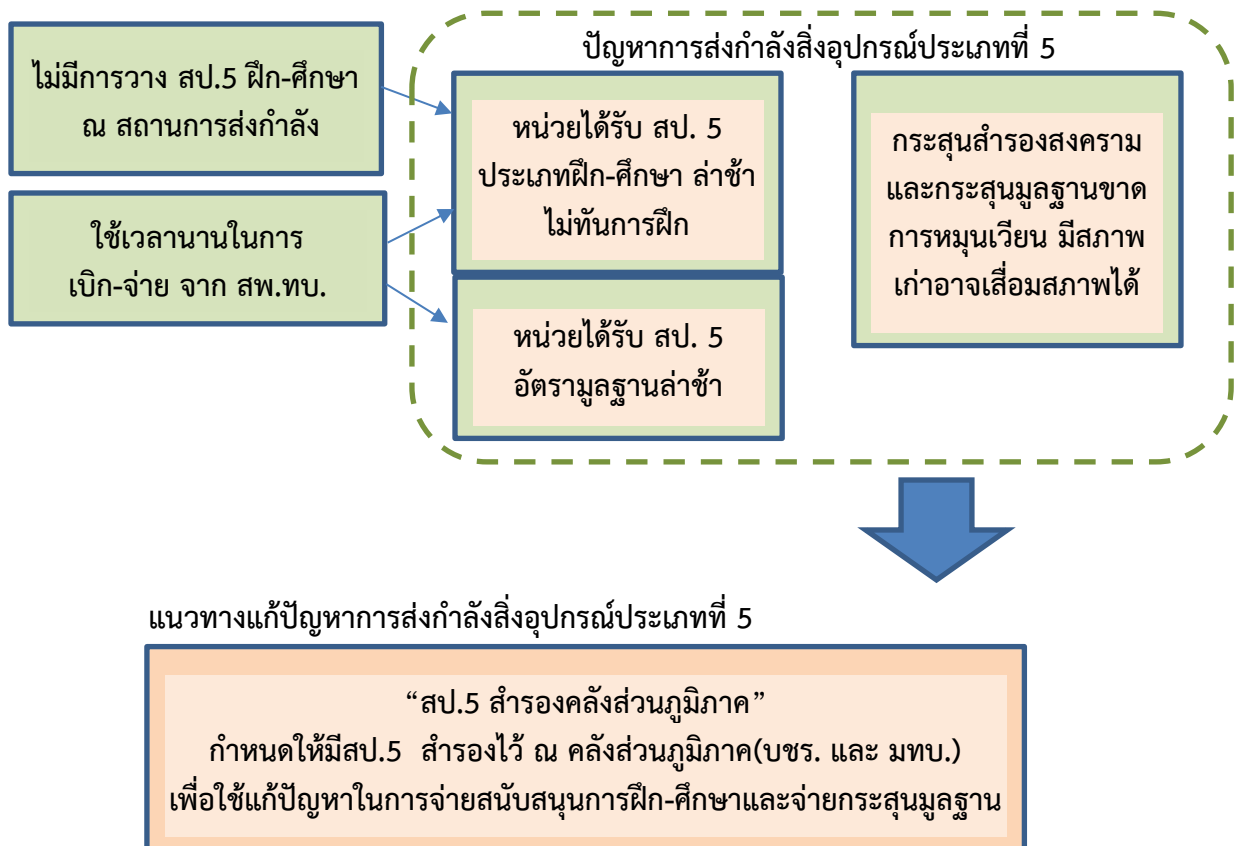 ปัญหาการส่งกำลังสิ่งอุปกรณ์ประเภทที่ 5
ไม่มีการวาง สป.5 ฝึก-ศึกษา
ณ สถานการส่งกำลัง
ใช้เวลานานในการ
เบิก-จ่าย จาก สพ.ทบ.
หน่วยได้รับ สป. 5
ประเภทฝึก-ศึกษา ล่าช้า
ไม่ทันการฝึก
หน่วยได้รับ สป. 5
อัตรามูลฐานล่าช้า
กระสุนสำรองสงคราม
และกระสุนมูลฐานขาด
การหมุนเวียน มีสภาพ
เก่าอาจเสื่อมสภาพได้
แนวทางแก้ปัญหาการส่งกำลังสิ่งอุปกรณ์ประเภทที่ 5
“สป.5 สำรองคลังส่วนภูมิภาค”
กำหนดให้มีสป.5 สำรองไว้ ณ คลังส่วนภูมิภาค(บชร. และ มทบ.)
เพื่อใช้แก้ปัญหาในการจ่ายสนับสนุนการฝึก-ศึกษาและจ่ายกระสุนมูลฐาน